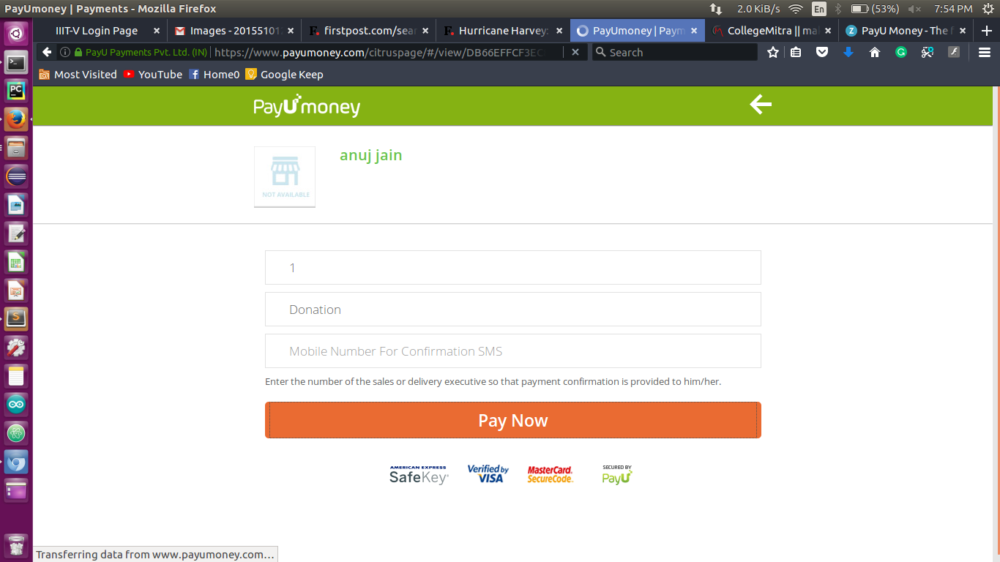 PayUmoney | Payments - Mozilla Firefox
2.0 KiB/s
En
(53%)
7:54 PM
IIIT-V Login Page
Images - 201551012
firstpost.com/sear
Hurricane Harvey:
PayUmoney | Paym
CollegeMitra || mal
PayU Money - The f
PayU Payments Pvt. Ltd. (IN)
https://www.payumoney.com/citruspage/#/view/DB66EFFCF3EC
Search
Most Visited
YouTube
Home0
Google Keep
PayUmoney
NOT AVAILABLE
anuj jain
1
Donation
Mobile Number For Confirmation SMS
Enter the number of the sales or delivery executive so that payment confirmation is provided to him/her.
Pay Now
AMERICAN EXPRESS
SafeKey
Verified by
VISA
MasterCard.
SecureCode.
SECURED BY
PayU
Transferring data from www.payumoney.com…